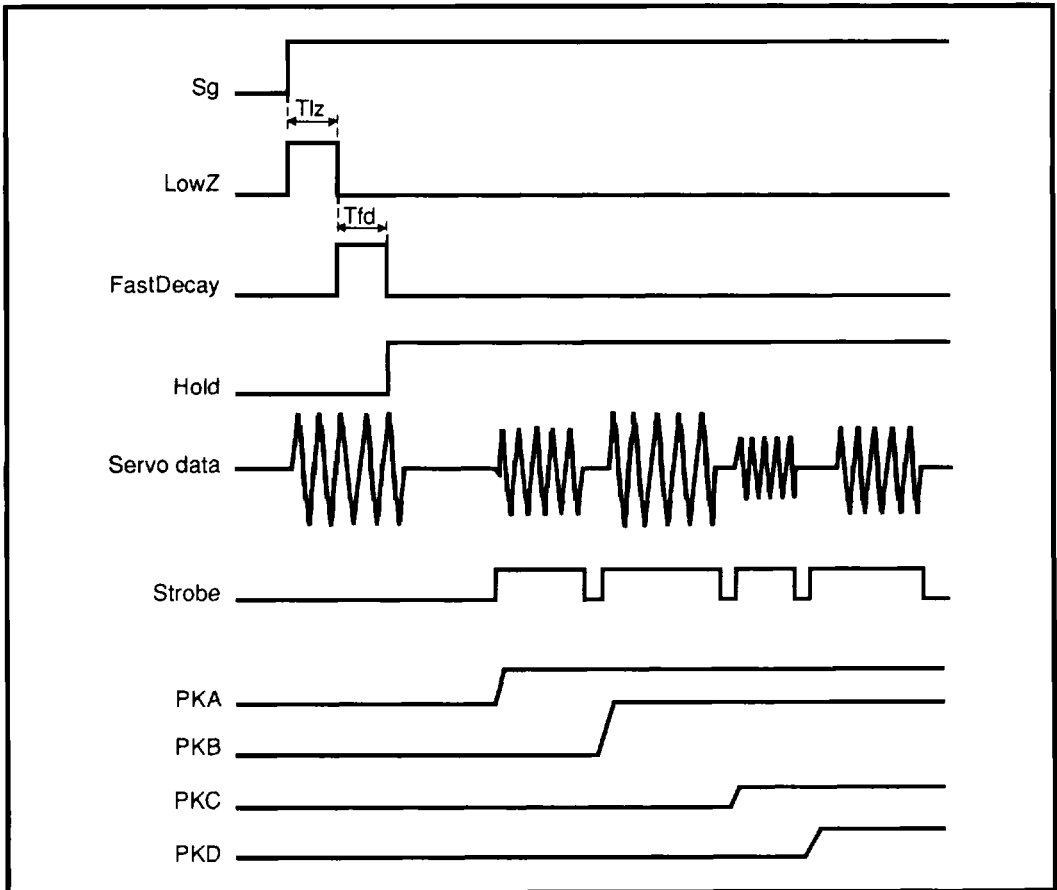 Sg
Tlz
LowZ
Tfd
FastDecay
Hold
Servo data
Strobe
PKA
PKB
PKC
PKD